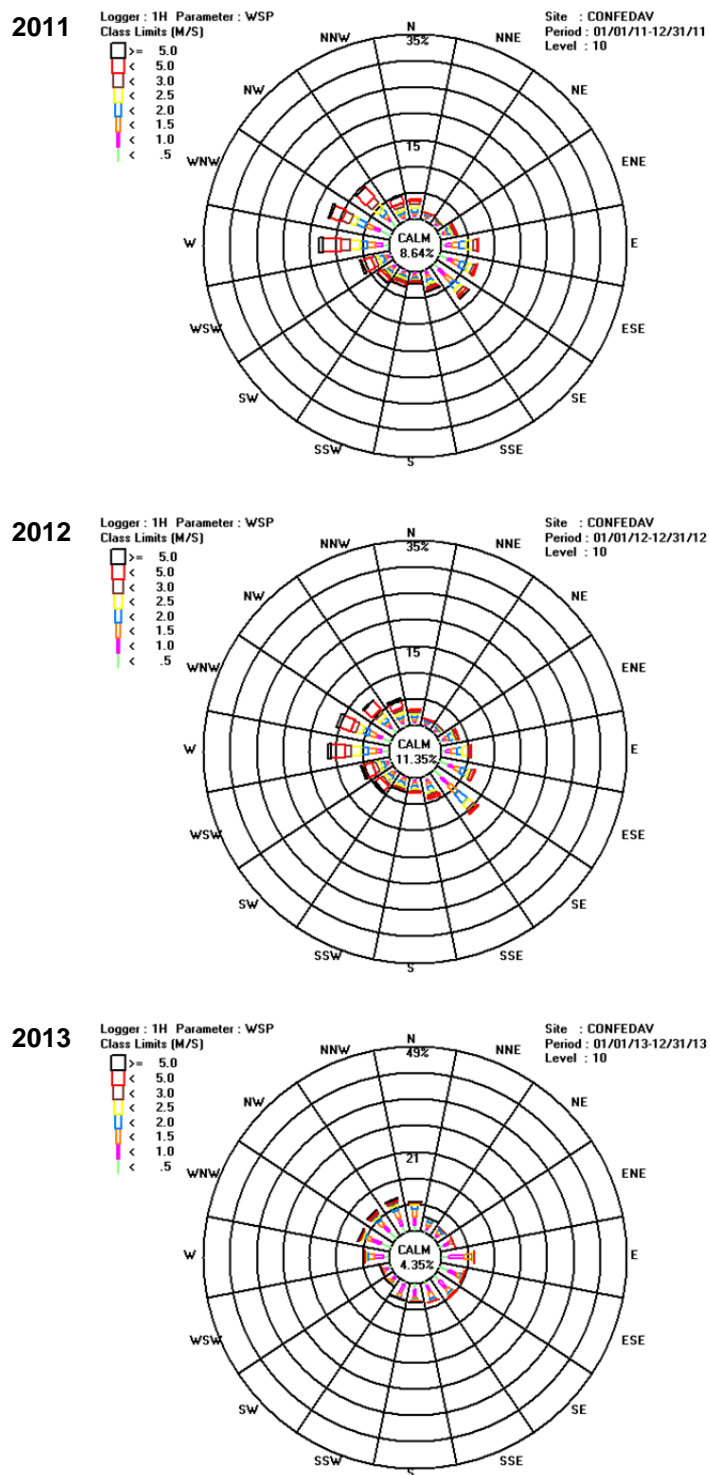 2011
Logger : 1H Parameter : WSP
Class Limits (M/S)
>= 5.0
< 5.0
< 3.0
< 2.5
< 2.0
< 1.5
< 1.0
< .5
Site : CONFEDAV
Period : 01/01/11-12/31/11
Level : 10
N
35%
NNW
NNE
NW
NE
15
WNW
ENE
CALM
8.64%
W
E
WSW
ESE
SW
SE
SSW
SSE
S
2012
Logger : 1H Parameter : WSP
Class Limits (M/S)
>= 5.0
< 5.0
< 3.0
< 2.5
< 2.0
< 1.5
< 1.0
< .5
Site : CONFEDAV
Period : 01/01/12-12/31/12
Level : 10
N
35%
NNW
NNE
NW
NE
15
WNW
ENE
CALM
11.35%
W
E
WSW
ESE
SW
SE
SSW
SSE
S
2013
Logger : 1H Parameter : WSP
Class Limits (M/S)
>= 5.0
< 5.0
< 3.0
< 2.5
< 2.0
< 1.5
< 1.0
< .5
Site : CONFEDAV
Period : 01/01/13-12/31/13
Level : 10
N
49%
NNW
NNE
NW
NE
21
WNW
ENE
CALM
4.35%
W
E
WSW
ESE
SW
SE
SSW
SSE
S